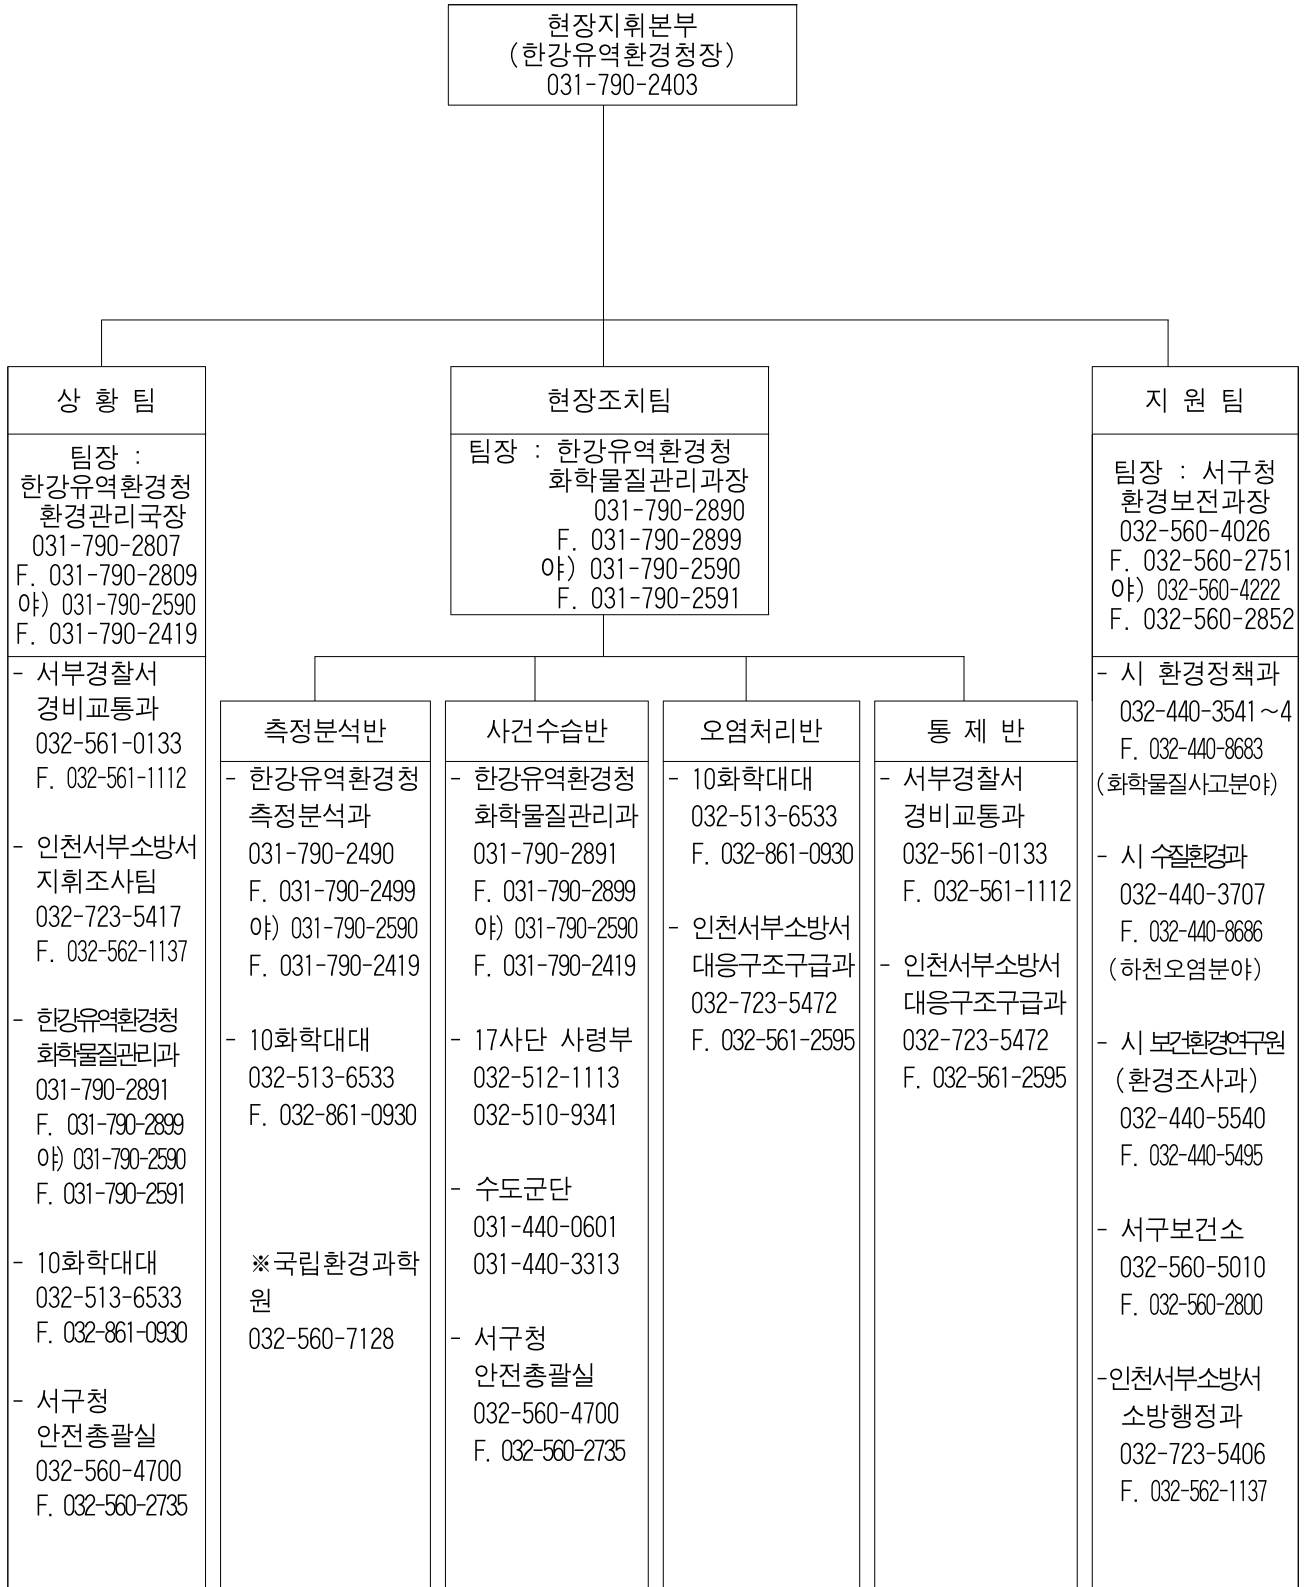 현장지휘본부
(한강유역환경청장)
031-790-2403
상 황 팀
팀장 :
한강유역환경청
환경관리국장
031-790-2807
F. 031-790-2809
야) 031-790-2590
F. 031-790-2419
- 서부경찰서
경비교통과
032-561-0133
F. 032-561-1112
- 인천서부소방서
지휘조사팀
032-723-5417
F. 032-562-1137
- 한강유역환경청
화학물질관리과
031-790-2891
F. 031-790-2899
야) 031-790-2590
F. 031-790-2591
- 10화학대대
032-513-6533
F. 032-861-0930
- 서구청
안전총괄실
032-560-4700
F. 032-560-2735
현장조치팀
팀장 : 한강유역환경청
화학물질관리과장
031-790-2890
F. 031-790-2899
야) 031-790-2590
F. 031-790-2591
측정분석반
- 한강유역환경청
측정분석과
031-790-2490
F. 031-790-2499
야) 031-790-2590
F. 031-790-2419
- 10화학대대
032-513-6533
F. 032-861-0930
※국립환경과학
원
032-560-7128
사건수습반
- 한강유역환경청
화학물질관리과
031-790-2891
F. 031-790-2899
야) 031-790-2590
F. 031-790-2419
- 17사단 사령부
032-512-1113
032-510-9341
- 수도군단
031-440-0601
031-440-3313
- 서구청
안전총괄실
032-560-4700
F. 032-560-2735
오염처리반
- 10화학대대
032-513-6533
F. 032-861-0930
- 인천서부소방서
대응구조구급과
032-723-5472
F. 032-561-2595
통 제 반
- 서부경찰서
경비교통과
032-561-0133
F. 032-561-1112
- 인천서부소방서
대응구조구급과
032-723-5472
F. 032-561-2595
지 원 팀
팀장 : 서구청
환경보전과장
032-560-4026
F. 032-560-2751
야) 032-560-4222
F. 032-560-2852
- 시 환경정책과
032-440-3541~4
F. 032-440-8683
(화학물질사고분야)
- 시 수질환경과
032-440-3707
F. 032-440-8686
(하천오염분야)
- 시 보건환경연구원
(환경조사과)
032-440-5540
F. 032-440-5495
- 서구보건소
032-560-5010
F. 032-560-2800
-인천서부소방서
소방행정과
032-723-5406
F. 032-562-1137